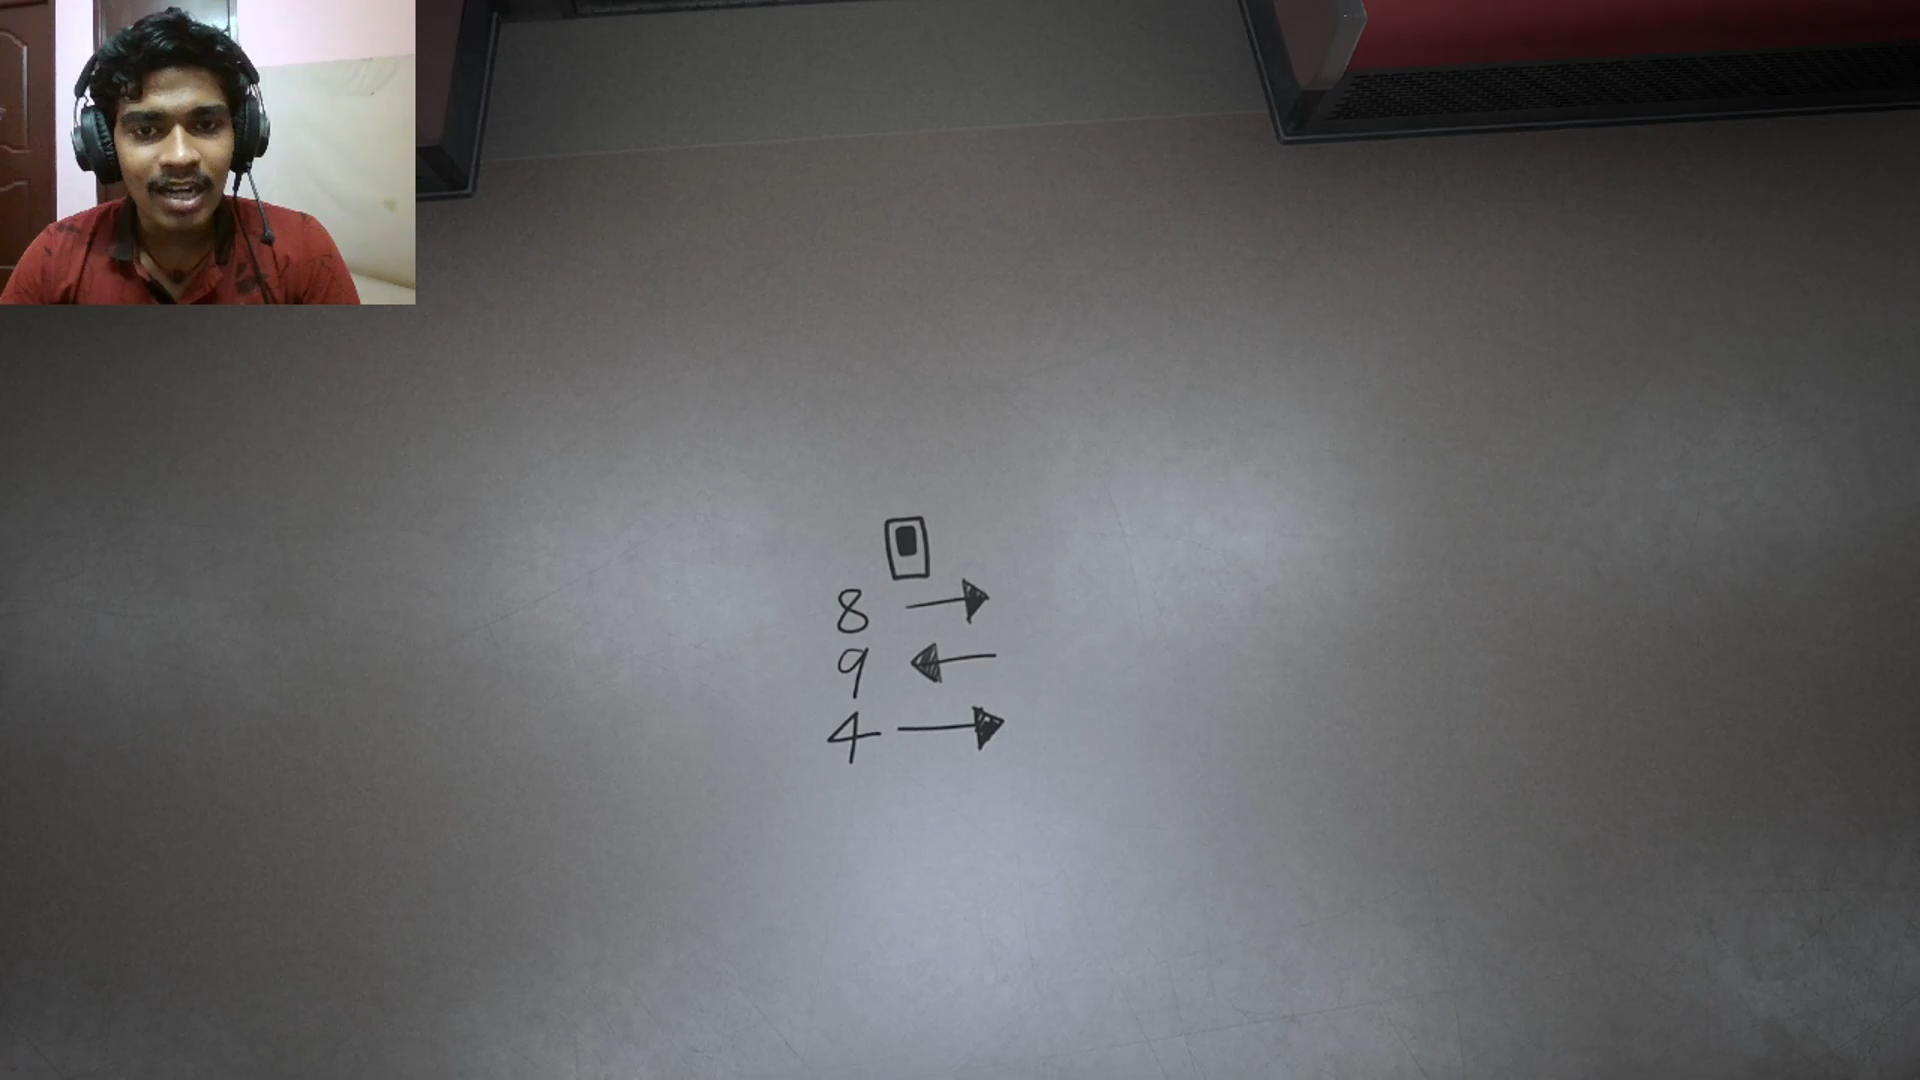 8 →
9 ←
4 →